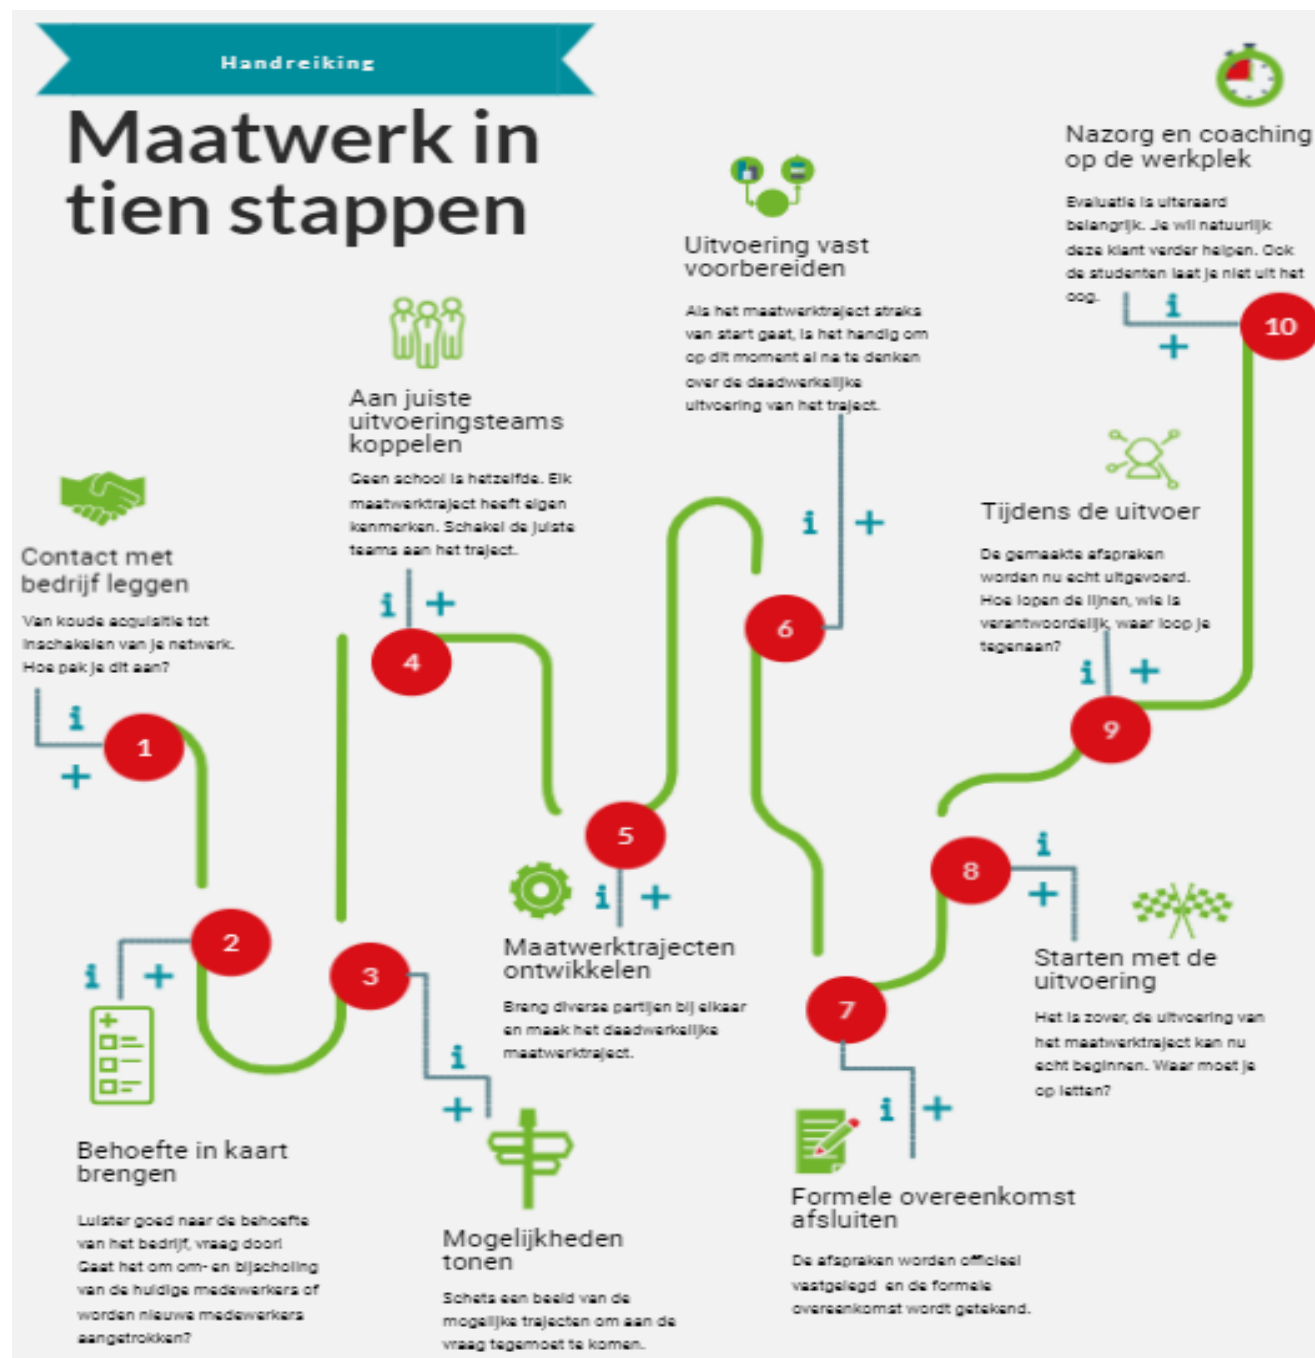 Handreiking
Maatwerk in
tien stappen
Contact met
bedrijf leggen
Van koude acquisitie tot
inschakelen van je netwerk.
Hoe pak je dit aan?
i
+
1
2
i
+
Behoefte in kaart
brengen
Luister goed naar de behoefte
van het bedrijf, vraag door!
Gaat het om om- en bijscholing
van de huidige medewerkers of
worden nieuwe medewerkers
aangetrokken?
3
i
+
Mogelijkheden
tonen
Schets een beeld van de
mogelijke trajecten om aan de
vraag tegemoet te komen.
Aan juiste
uitvoeringsteams
koppelen
Geen school is hetzelfde. Elk
maatwerktraject heeft eigen
kenmerken. Schakel de juiste
teams aan het traject.
i +
4
5
i +
Maatwerktrajecten
ontwikkelen
Breng diverse partijen bij elkaar
en maak het daadwerkelijke
maatwerktraject.
Uitvoering vast
voorbereiden
Als het maatwerktraject straks
van start gaat, is het handig om
op dit moment al na te denken
over de daadwerkelijke
uitvoering van het traject.
i +
6
7
i +
Formele overeenkomst
afsluiten
De afspraken worden officieel
vastgelegd en de formele
overeenkomst wordt getekend.
8
i
+
Starten met de
uitvoering
Het is zover, de uitvoering van
het maatwerktraject kan nu
echt beginnen. Waar moet je
op letten?
Tijdens de uitvoer
De gemaakte afspraken
worden nu echt uitgevoerd.
Hoe lopen de lijnen, wie is
verantwoordelijk, waar loop je
tegenaan?
i +
9
Nazorg en coaching
op de werkplek
Evaluatie is uiteraard
belangrijk. Je wil natuurlijk
deze klant verder helpen. Ook
de studenten laat je niet uit het
oog.
i
+
10